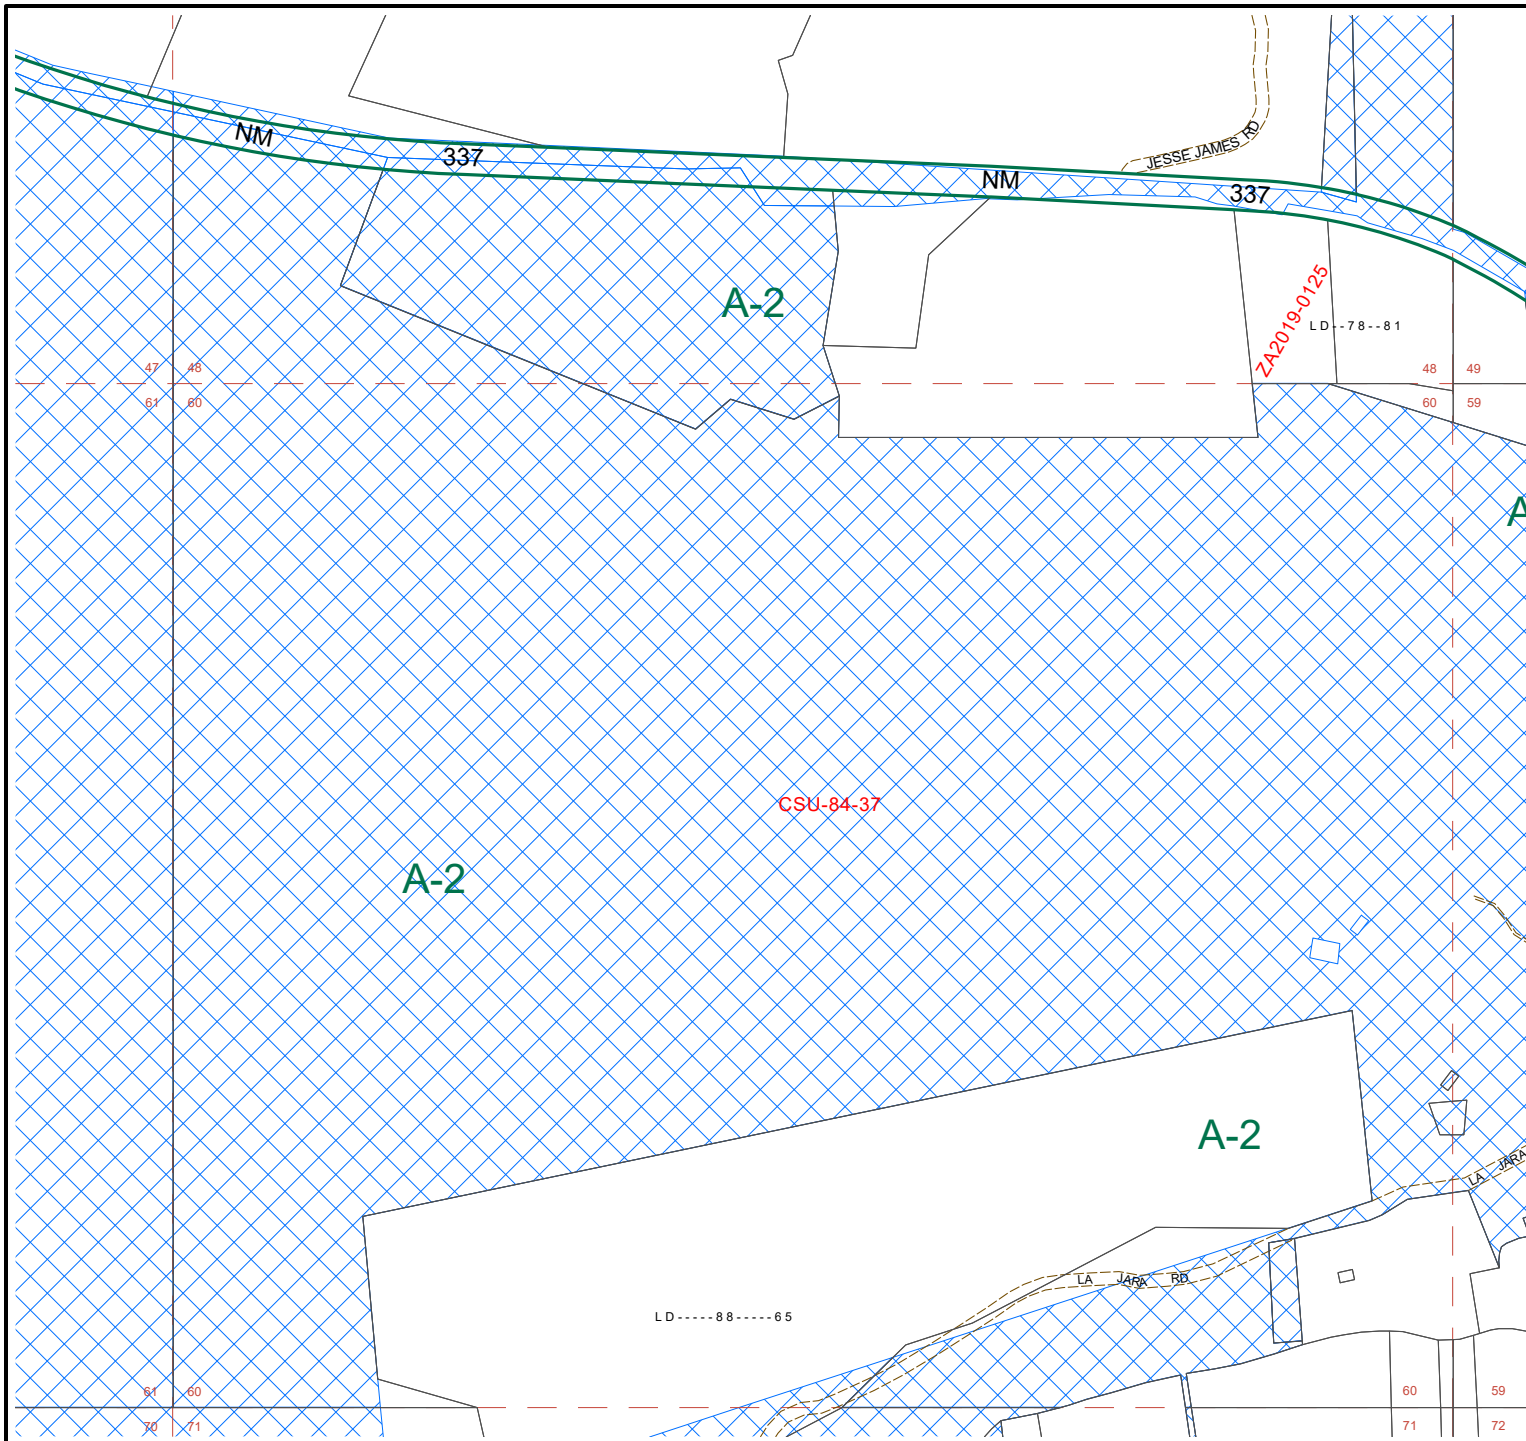 JESSE JAMES RD
NM
337
NM
337
A-2
ZA2019-0125
LD--78--81
47 48
48 49
61 60
60 59
A
CSU-84-37
A-2
A-2
LA JARA
LA JARA RD
LD-----88-----65
61 60
60 59
70 71
71 72